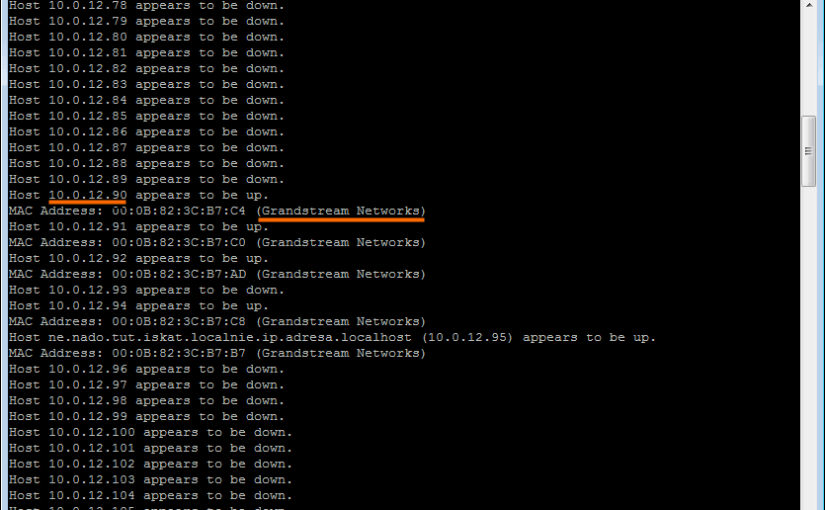 Host 10.0.12.78 appears to be down.
Host 10.0.12.79 appears to be down.
Host 10.0.12.80 appears to be down.
Host 10.0.12.81 appears to be down.
Host 10.0.12.82 appears to be down.
Host 10.0.12.83 appears to be down.
Host 10.0.12.84 appears to be down.
Host 10.0.12.85 appears to be down.
Host 10.0.12.86 appears to be down.
Host 10.0.12.87 appears to be down.
Host 10.0.12.88 appears to be down.
Host 10.0.12.89 appears to be down.
Host 10.0.12.90 appears to be up.
MAC Address: 00:0B:82:3C:B7:C4 (Grandstream Networks)
Host 10.0.12.91 appears to be up.
MAC Address: 00:0B:82:3C:B7:C0 (Grandstream Networks)
Host 10.0.12.92 appears to be up.
MAC Address: 00:0B:82:3C:B7:AD (Grandstream Networks)
Host 10.0.12.93 appears to be down.
Host 10.0.12.94 appears to be up.
MAC Address: 00:0B:82:3C:B7:C8 (Grandstream Networks)
Host ne.nado.tut.iskat.localnie.ip.adresa.localhost (10.0.12.95) appears to be up.
MAC Address: 00:0B:82:3C:B7:B7 (Grandstream Networks)
Host 10.0.12.96 appears to be down.
Host 10.0.12.97 appears to be down.
Host 10.0.12.98 appears to be down.
Host 10.0.12.99 appears to be down.
Host 10.0.12.100 appears to be down.
Host 10.0.12.101 appears to be down.
Host 10.0.12.102 appears to be down.
Host 10.0.12.103 appears to be down.
Host 10.0.12.104 appears to be down.
Host 10.0.12.105 appears to be down.